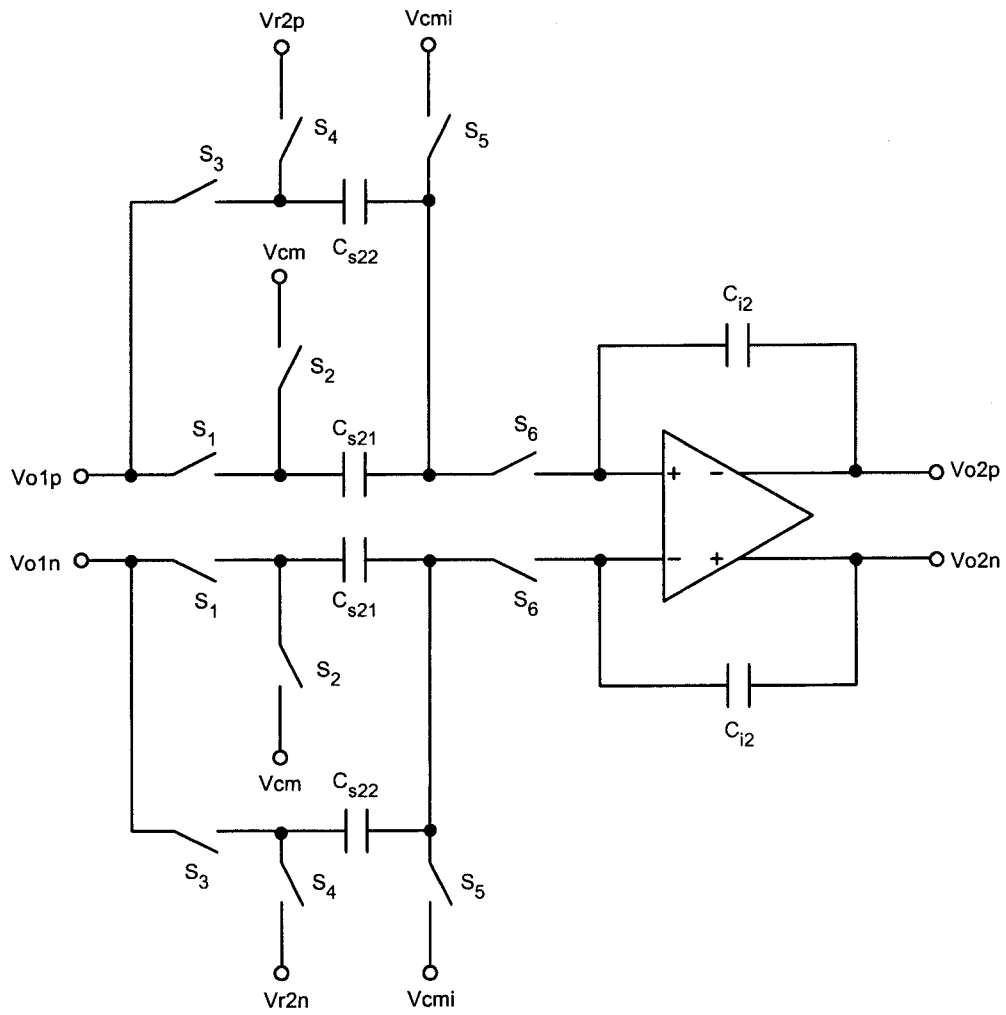 Vr2p Vcmi
S4 S5
S3
Cs22
Vcm
Ci2
S2
S1 Cs21 S6
Vo1p + − Vo2p
Vo1n − + Vo2n
S1 Cs21 S6
S2
Ci2
Vcm Cs22
S3 S4 S5
Vr2n Vcmi